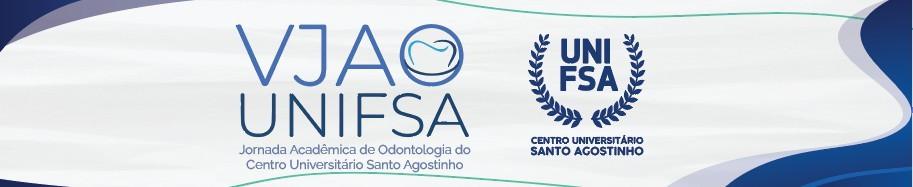 VJAO
UNIFSA
Jornada Acadêmica de Odontologia do
Centro Universitário Santo Agostinho
UNI
FSA
CENTRO UNIVERSITÁRIO
SANTO AGOSTINHO